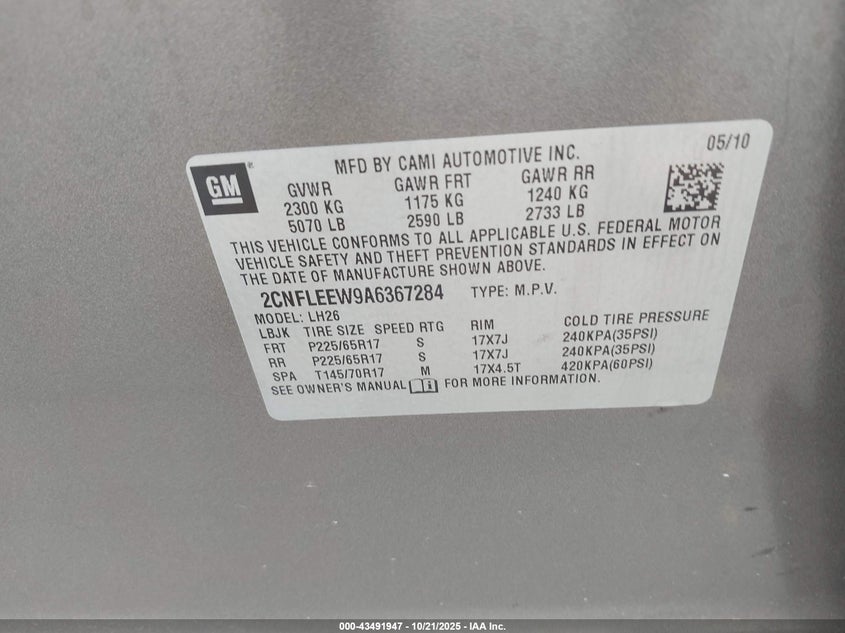 GM
05/10
MFD BY CAMI AUTOMOTIVE INC.
GVWR GAWR FRT GAWR RR
2300 KG 1175 KG 1240 KG
5070 LB 2590 LB 2733 LB
THIS VEHICLE CONFORMS TO ALL APPLICABLE U.S. FEDERAL MOTOR
VEHICLE SAFETY AND THEFT PREVENTION STANDARDS IN EFFECT ON
THE DATE OF MANUFACTURE SHOWN ABOVE.
2CNFLEEW9A6367284 TYPE: M.P.V.
MODEL: LH26
LBJK TIRE SIZE SPEED RTG RIM COLD TIRE PRESSURE
FRT P225/65R17 S 17X7J 240KPA(35PSI)
RR P225/65R17 S 17X7J 240KPA(35PSI)
SPA T145/70R17 M 17X4.5T 420KPA(60PSI)
SEE OWNER'S MANUAL FOR MORE INFORMATION.
000-43491947 - 10/21/2025 - IAA Inc.